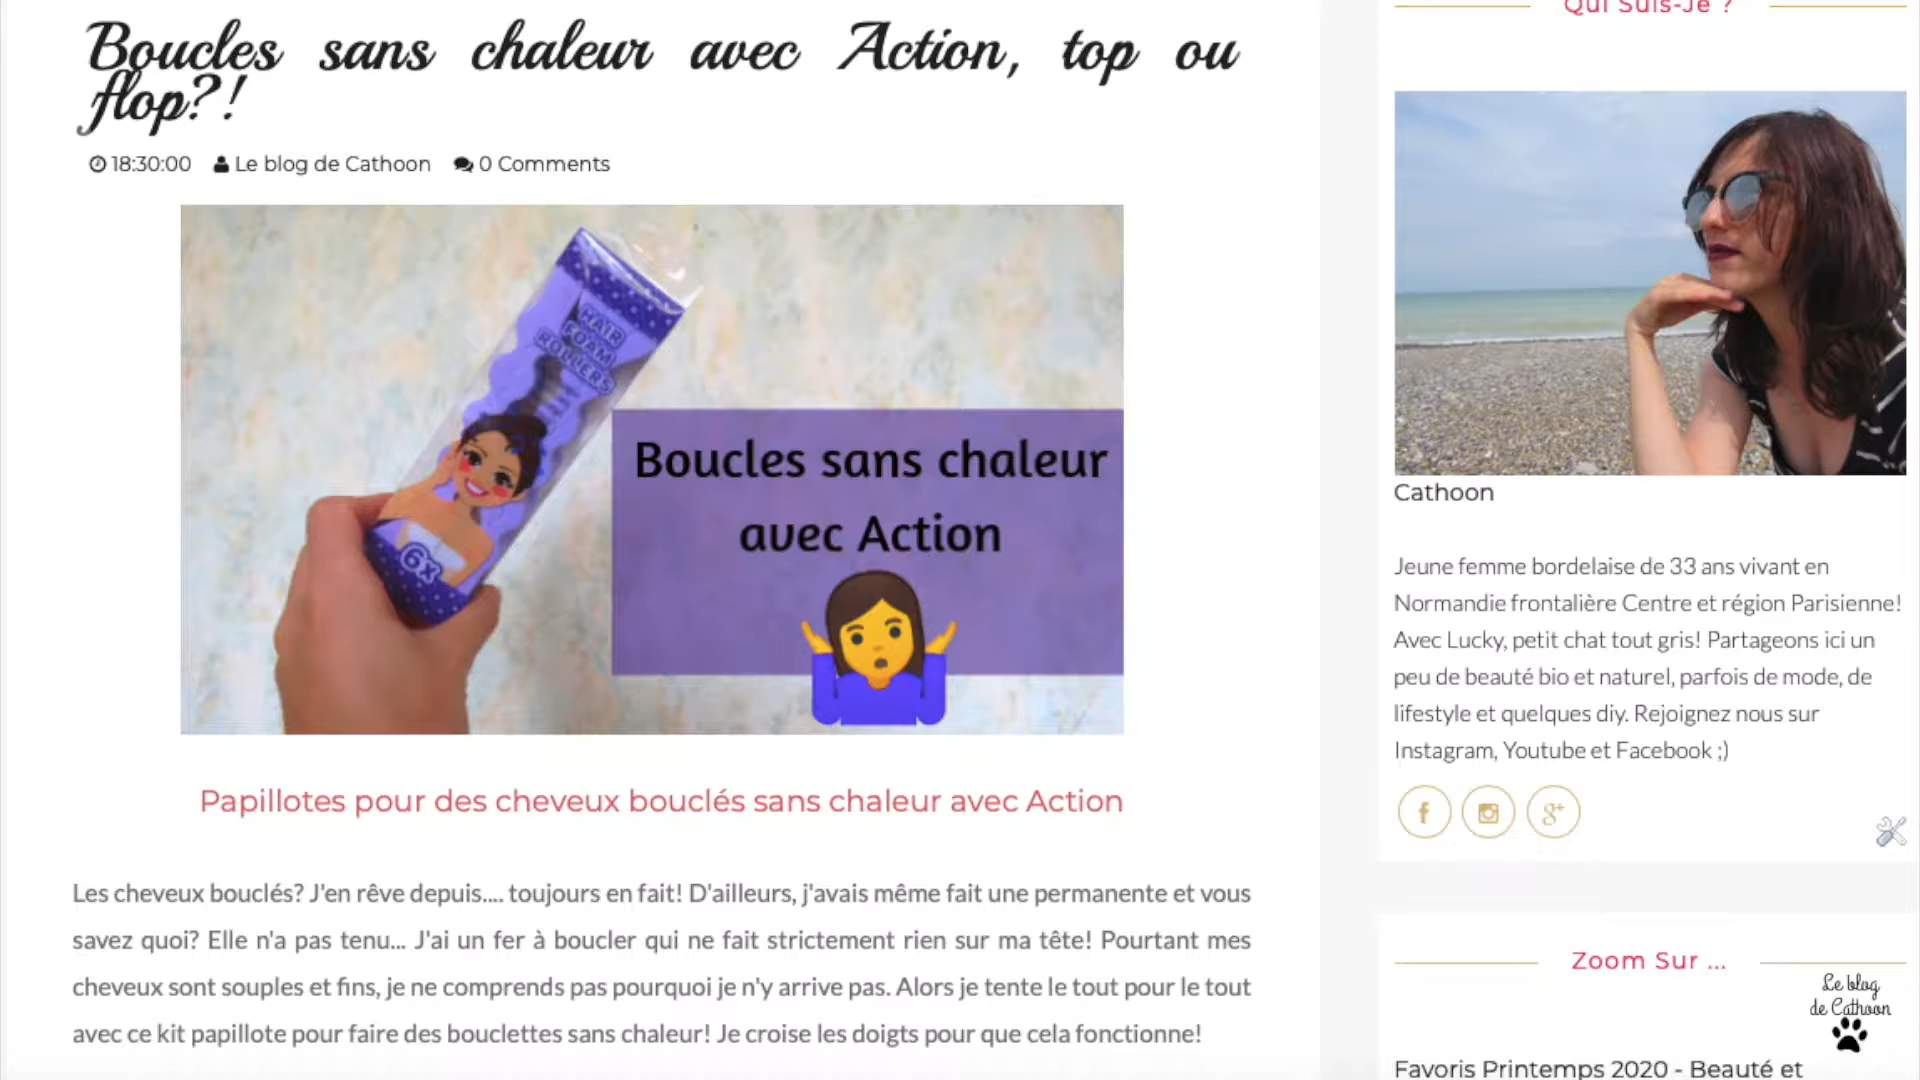 Boucles sans chaleur avec Action, top ou
flop?!
18:30:00 Le blog de Cathoon 0 Comments
HAIR
FOAM
ROLLERS
6x
Boucles sans chaleur
avec Action
Papillotes pour des cheveux bouclés sans chaleur avec Action
Les cheveux bouclés? J'en rêve depuis.... toujours en fait! D'ailleurs, j'avais même fait une permanente et vous
savez quoi? Elle n'a pas tenu... J'ai un fer à boucler qui ne fait strictement rien sur ma tête! Pourtant mes
cheveux sont souples et fins, je ne comprends pas pourquoi je n'y arrive pas. Alors je tente le tout pour le tout
avec ce kit papillote pour faire des bouclettes sans chaleur! Je croise les doigts pour que cela fonctionne!
Qui Suis-Je ?
Cathoon
Jeune femme bordelaise de 33 ans vivant en
Normandie frontalière Centre et région Parisienne!
Avec Lucky, petit chat tout gris! Partageons ici un
peu de beauté bio et naturel, parfois de mode, de
lifestyle et quelques diy. Rejoignez nous sur
Instagram, Youtube et Facebook ;)
f g+
Zoom Sur ...
Le blog
de Cathoon
Favoris Printemps 2020 - Beauté et